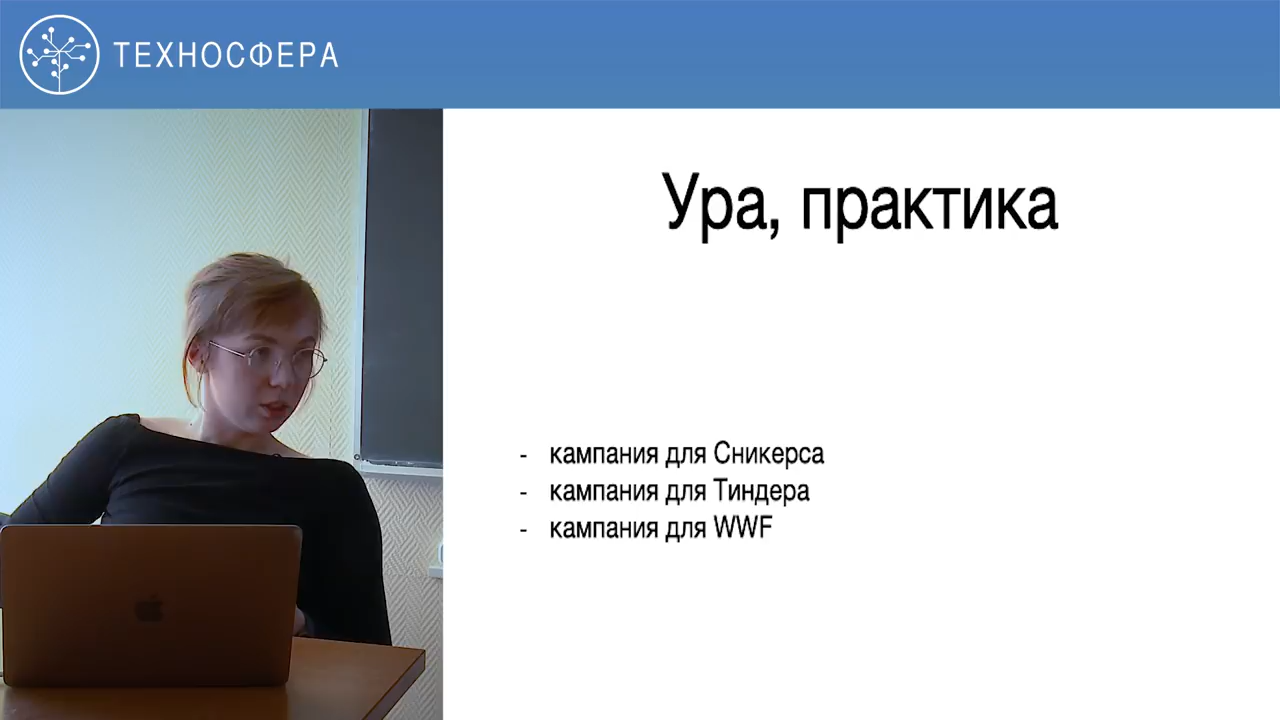 ТЕХНОСФЕРА
Ура, практика
- кампания для Сникерса
- кампания для Тиндера
- кампания для WWF